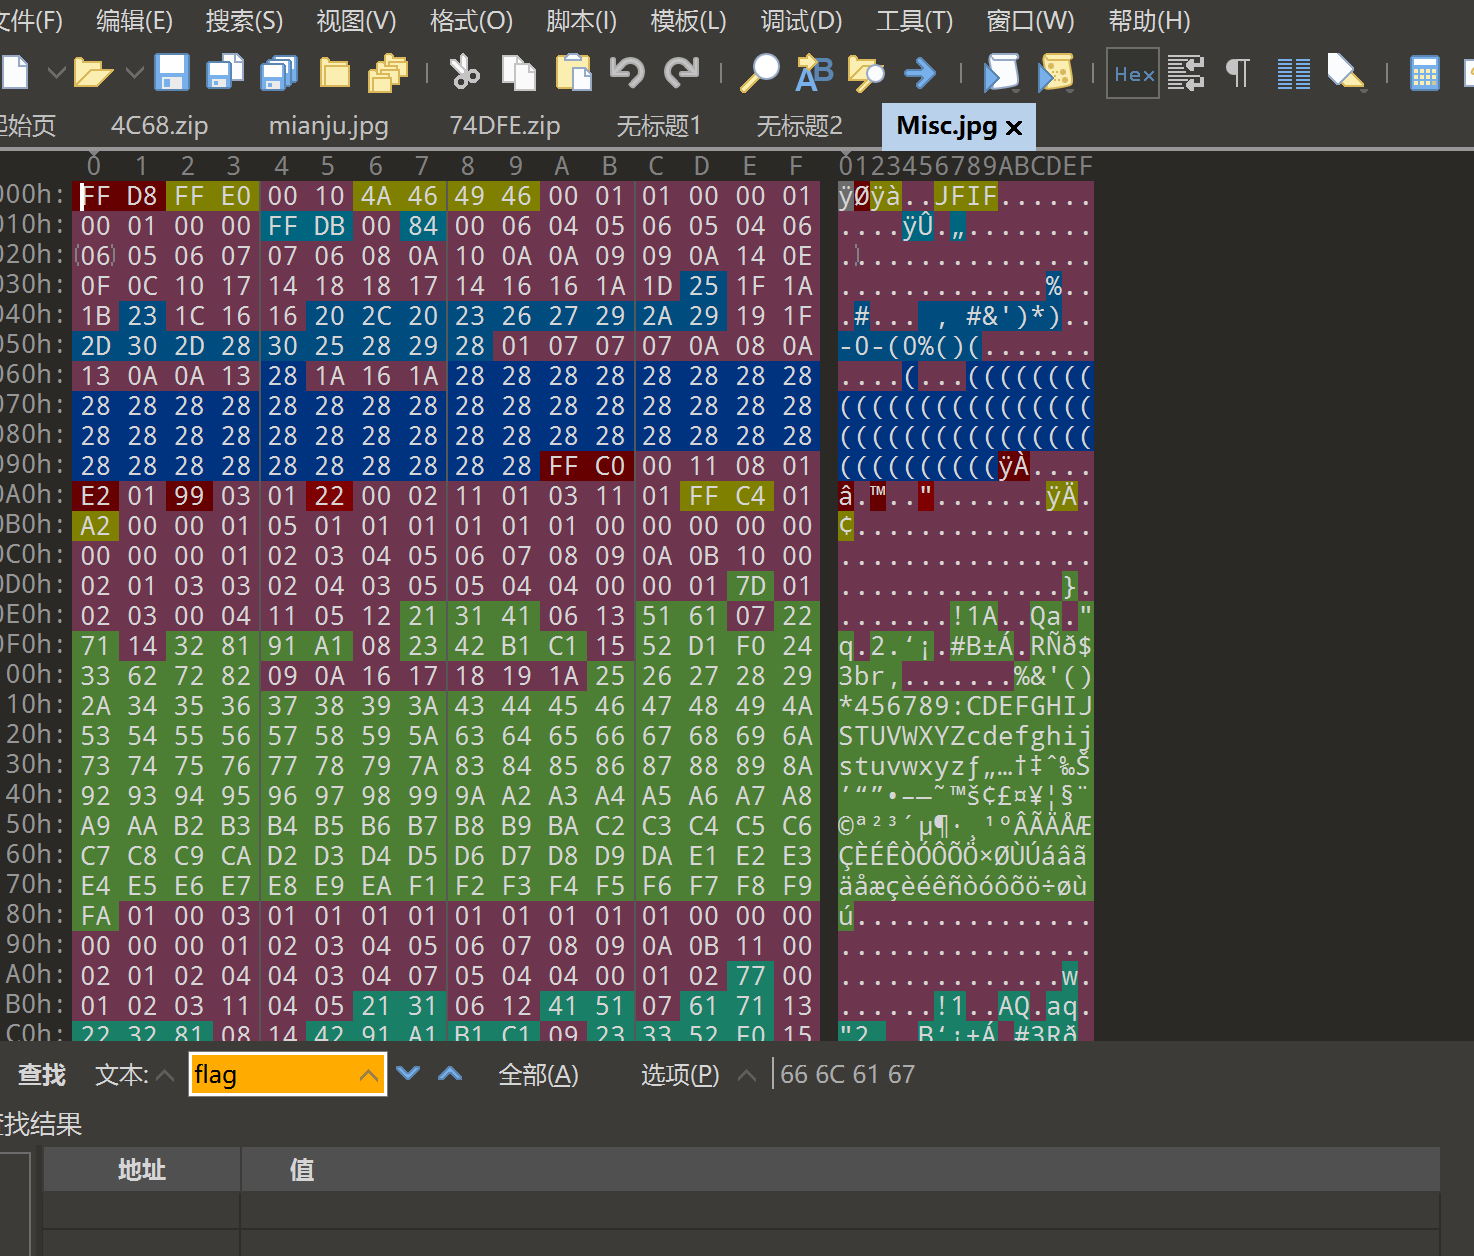 文件(F) 编辑(E) 搜索(S) 视图(V) 格式(O) 脚本(I) 模板(L) 调试(D) 工具(T) 窗口(W) 帮助(H)
Hex
起始页 4C68.zip mianju.jpg 74DFE.zip 无标题1 无标题2 Misc.jpg ×
0 1 2 3 4 5 6 7 8 9 A B C D E F 0123456789ABCDEF
000h: FF D8 FF E0 00 10 4A 46 49 46 00 01 01 00 00 01 ÿØÿà..JFIF......
010h: 00 01 00 00 FF DB 00 84 00 06 04 05 06 05 04 06 ....ÿÛ.„........
020h: 06 05 06 07 07 06 08 0A 10 0A 0A 09 09 0A 14 0E ................
030h: 0F 0C 10 17 14 18 18 17 14 16 16 1A 1D 25 1F 1A .............%..
040h: 1B 23 1C 16 16 20 2C 20 23 26 27 29 2A 29 19 1F .#... , #&')*)..
050h: 2D 30 2D 28 30 25 28 29 28 01 07 07 07 0A 08 0A -0-(0%()(.......
060h: 13 0A 0A 13 28 1A 16 1A 28 28 28 28 28 28 28 28 ....(...((((((((
070h: 28 28 28 28 28 28 28 28 28 28 28 28 28 28 28 28 ((((((((((((((((
080h: 28 28 28 28 28 28 28 28 28 28 28 28 28 28 28 28 ((((((((((((((((
090h: 28 28 28 28 28 28 28 28 28 28 FF C0 00 11 08 01 ((((((((((ÿÀ....
0A0h: E2 01 99 03 01 22 00 02 11 01 03 11 01 FF C4 01 â.™..".......ÿÄ.
0B0h: A2 00 00 01 05 01 01 01 01 01 01 00 00 00 00 00 ¢...............
0C0h: 00 00 00 01 02 03 04 05 06 07 08 09 0A 0B 10 00 ................
0D0h: 02 01 03 03 02 04 03 05 05 04 04 00 00 01 7D 01 ..............}.
0E0h: 02 03 00 04 11 05 12 21 31 41 06 13 51 61 07 22 .......!1A..Qa."
0F0h: 71 14 32 81 91 A1 08 23 42 B1 C1 15 52 D1 F0 24 q.2.‘¡.#B±Á.RÑð$
00h: 33 62 72 82 09 0A 16 17 18 19 1A 25 26 27 28 29 3br‚.......%&'()
10h: 2A 34 35 36 37 38 39 3A 43 44 45 46 47 48 49 4A *456789:CDEFGHIJ
20h: 53 54 55 56 57 58 59 5A 63 64 65 66 67 68 69 6A STUVWXYZcdefghij
30h: 73 74 75 76 77 78 79 7A 83 84 85 86 87 88 89 8A stuvwxyzƒ„…†‡ˆ‰Š
40h: 92 93 94 95 96 97 98 99 9A A2 A3 A4 A5 A6 A7 A8 ’“”•–—˜™š¢£¤¥¦§¨
50h: A9 AA B2 B3 B4 B5 B6 B7 B8 B9 BA C2 C3 C4 C5 C6 ©ª²³´µ¶·¸¹ºÂÃÄÅÆ
60h: C7 C8 C9 CA D2 D3 D4 D5 D6 D7 D8 D9 DA E1 E2 E3 ÇÈÉÊÒÓÔÕÖ×ØÙÚáâã
70h: E4 E5 E6 E7 E8 E9 EA F1 F2 F3 F4 F5 F6 F7 F8 F9 äåæçèéêñòóôõö÷øù
80h: FA 01 00 03 01 01 01 01 01 01 01 01 01 00 00 00 ú...............
90h: 00 00 00 01 02 03 04 05 06 07 08 09 0A 0B 11 00 ................
A0h: 02 01 02 04 04 03 04 07 05 04 04 00 01 02 77 00 ..............w.
B0h: 01 02 03 11 04 05 21 31 06 12 41 51 07 61 71 13 ......!1..AQ.aq.
C0h: 22 32 81 08 14 42 91 A1 B1 C1 09 23 33 52 F0 15 "2...B‘¡±Á.#3Rð.
查找 文本: flag 全部(A) 选项(P) 66 6C 61 67
查找结果
地址 值